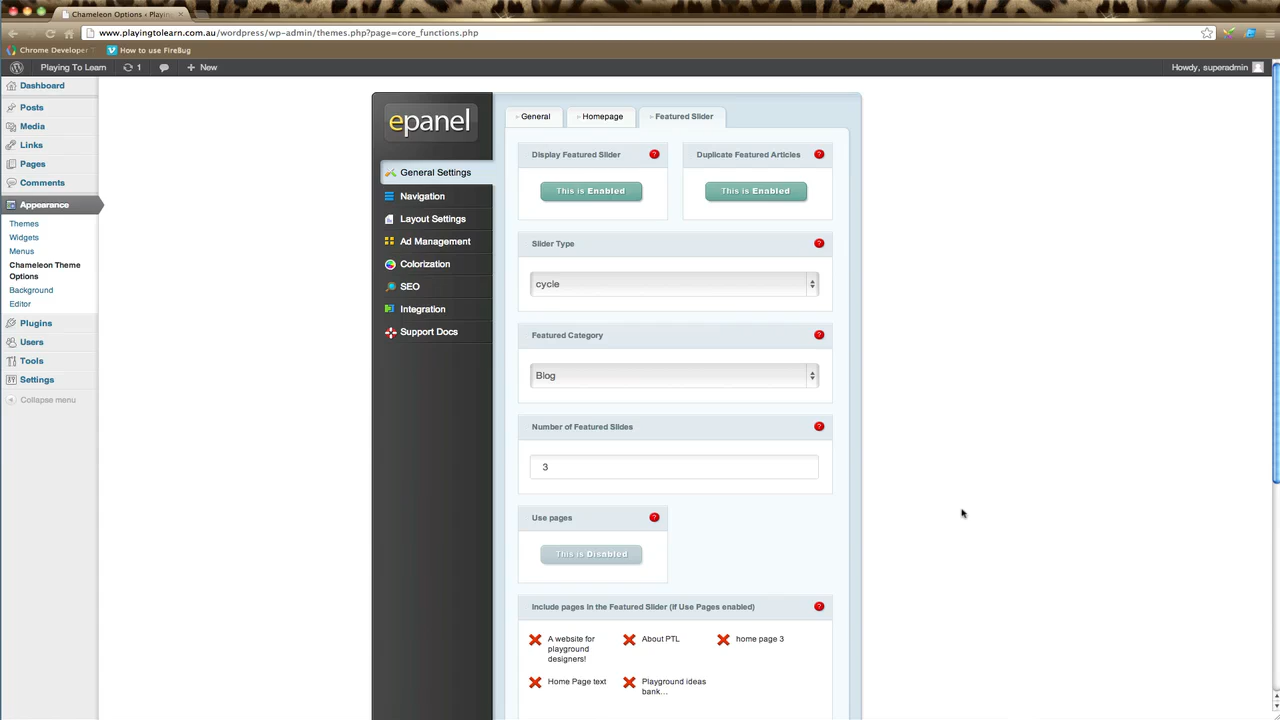 Chameleon Options ‹ Playin
www.playingtolearn.com.au/wordpress/wp-admin/themes.php?page=core_functions.php
Chrome Developer
How to use FireBug
Playing To Learn
1
New
Howdy, superadmin
Dashboard
Posts
Media
Links
Pages
Comments
Appearance
Themes
Widgets
Menus
Chameleon Theme
Options
Background
Editor
Plugins
Users
Tools
Settings
Collapse menu
epanel
General Settings
Navigation
Layout Settings
Ad Management
Colorization
SEO
Integration
Support Docs
General
Homepage
Featured Slider
Display Featured Slider
?
Duplicate Featured Articles
?
This is Enabled
This is Enabled
Slider Type
?
cycle
Featured Category
?
Blog
Number of Featured Slides
?
3
Use pages
?
This is Disabled
Include pages in the Featured Slider (if Use Pages enabled)
?
A website for
playground
designers!
About PTL
home page 3
Home Page text
Playground ideas
bank…